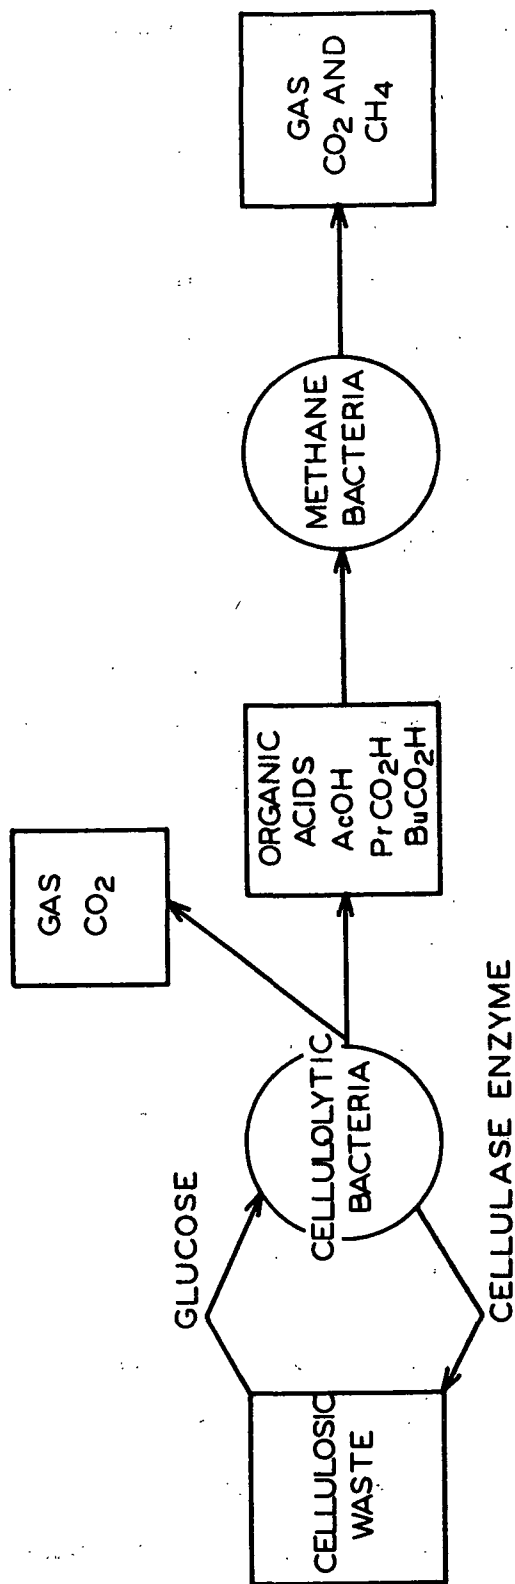 CELLULOSIC
WASTE
GLUCOSE
CELLULASE ENZYME
CELLULOLYTIC
BACTERIA
GAS
CO2
ORGANIC
ACIDS
AcOH
PrCO2H
BuCO2H
METHANE
BACTERIA
GAS
CO2 AND
CH4